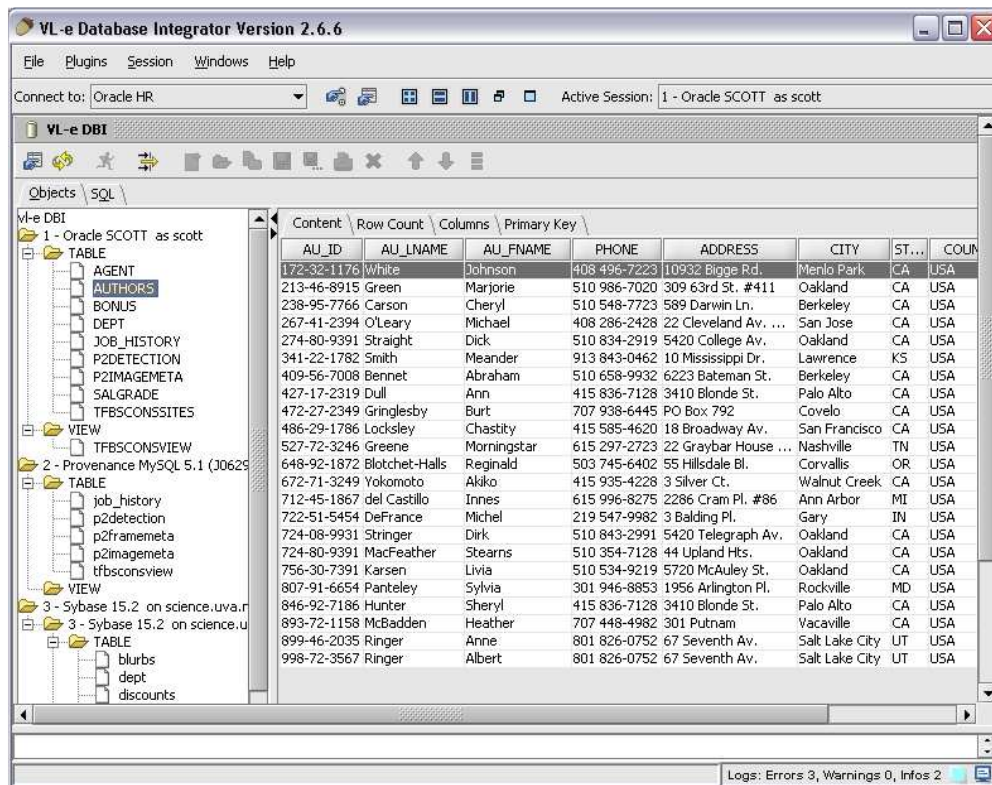 VL-e Database Integrator Version 2.6.6
File Plugins Session Windows Help
Connect to: Oracle HR Active Session: 1 - Oracle SCOTT as scott
VL-e DBI
Objects SQL
vl-e DBI
1 - Oracle SCOTT as scott
TABLE
AGENT
AUTHORS
BONUS
DEPT
JOB_HISTORY
P2DETECTION
P2IMAGEMETA
SALGRADE
TFBSCONSSITES
VIEW
TFBSCONSVIEW
2 - Provenance MySQL 5.1 (J0629
TABLE
job_history
p2detection
p2framemeta
p2imagemeta
tfbsconsview
VIEW
3 - Sybase 15.2 on science.uva.r
3 - Sybase 15.2 on science.u
TABLE
blurbs
dept
discounts
Content Row Count Columns Primary Key
AU_ID AU_LNAME AU_FNAME PHONE ADDRESS CITY ST... COUN
172-32-1176 White Johnson 408 496-7223 10932 Bigge Rd. Menlo Park CA USA
213-46-8915 Green Marjorie 510 986-7020 309 63rd St. #411 Oakland CA USA
238-95-7766 Carson Cheryl 510 548-7723 589 Darwin Ln. Berkeley CA USA
267-41-2394 O'Leary Michael 408 286-2428 22 Cleveland Av. ... San Jose CA USA
274-80-9391 Straight Dick 510 834-2919 5420 College Av. Oakland CA USA
341-22-1782 Smith Meander 913 843-0462 10 Mississippi Dr. Lawrence KS USA
409-56-7008 Bennet Abraham 510 658-9932 6223 Bateman St. Berkeley CA USA
427-17-2319 Dull Ann 415 836-7128 3410 Blonde St. Palo Alto CA USA
472-27-2349 Gringlesby Burt 707 938-6445 PO Box 792 Covelo CA USA
486-29-1786 Locksley Chastity 415 585-4620 18 Broadway Av. San Francisco CA USA
527-72-3246 Greene Morningstar 615 297-2723 22 Graybar House ... Nashville TN USA
648-92-1872 Blotchet-Halls Reginald 503 745-6402 55 Hillsdale Bl. Corvallis OR USA
672-71-3249 Yokomoto Akiko 415 935-4228 3 Silver Ct. Walnut Creek CA USA
712-45-1867 del Castillo Innes 615 996-8275 2286 Cram Pl. #86 Ann Arbor MI USA
722-51-5454 DeFrance Michel 219 547-9982 3 Balding Pl. Gary IN USA
724-08-9931 Stringer Dirk 510 843-2991 5420 Telegraph Av. Oakland CA USA
724-80-9391 MacFeather Stearns 510 354-7128 44 Upland Hts. Oakland CA USA
756-30-7391 Karsen Livia 510 534-9219 5720 McAuley St. Oakland CA USA
807-91-6654 Panteley Sylvia 301 946-8853 1956 Arlington Pl. Rockville MD USA
846-92-7186 Hunter Sheryl 415 836-7128 3410 Blonde St. Palo Alto CA USA
893-72-1158 McBadden Heather 707 448-4982 301 Putnam Vacaville CA USA
899-46-2035 Ringer Anne 801 826-0752 67 Seventh Av. Salt Lake City UT USA
998-72-3567 Ringer Albert 801 826-0752 67 Seventh Av. Salt Lake City UT USA
Logs: Errors 3, Warnings 0, Infos 2